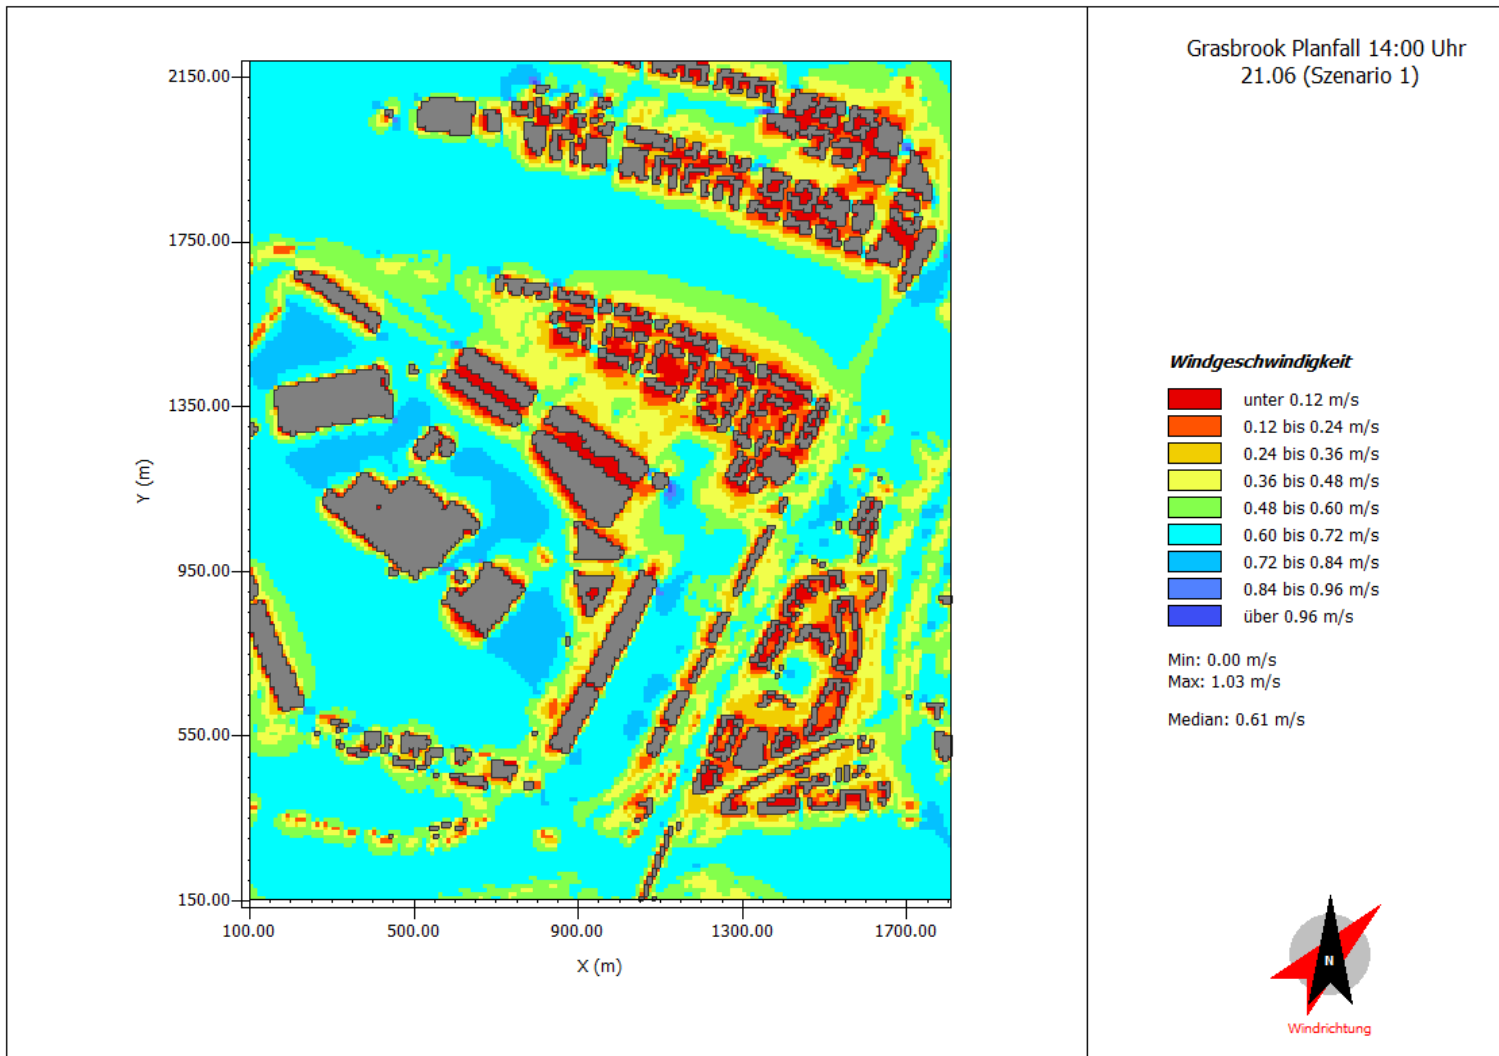 Grasbrook Planfall 14:00 Uhr
21.06 (Szenario 1)
2150.00
1750.00
1350.00
950.00
550.00
150.00
Y (m)
100.00
500.00
900.00
1300.00
1700.00
X (m)
Windgeschwindigkeit
unter 0.12 m/s
0.12 bis 0.24 m/s
0.24 bis 0.36 m/s
0.36 bis 0.48 m/s
0.48 bis 0.60 m/s
0.60 bis 0.72 m/s
0.72 bis 0.84 m/s
0.84 bis 0.96 m/s
über 0.96 m/s
Min: 0.00 m/s
Max: 1.03 m/s
Median: 0.61 m/s
N
Windrichtung